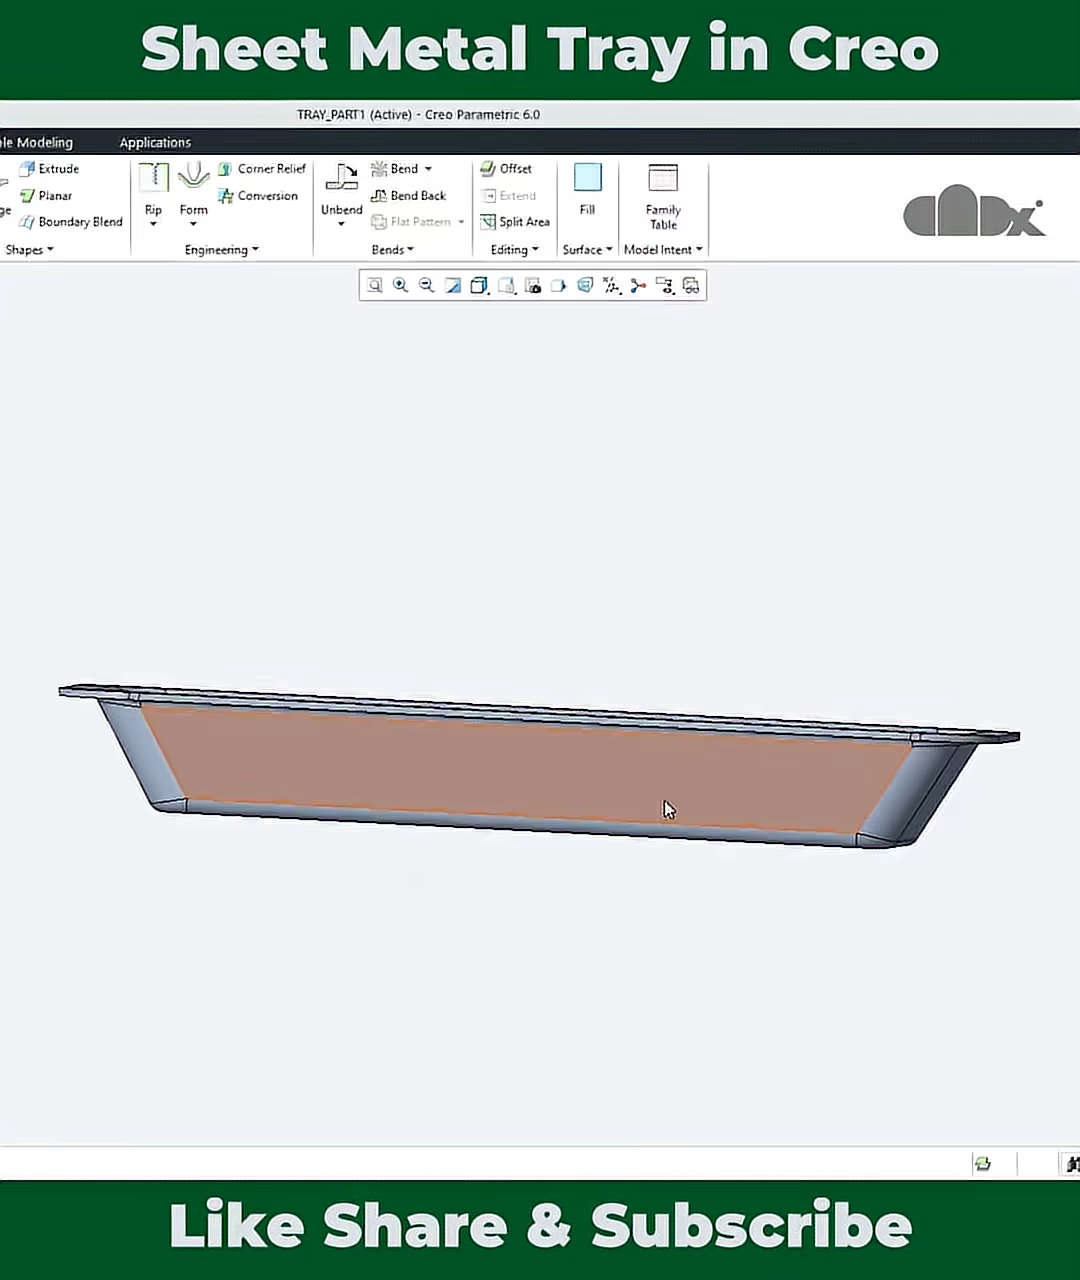 Sheet Metal Tray in Creo
TRAY_PART1 (Active) - Creo Parametric 6.0
le Modeling Applications
Extrude Corner Relief Bend Offset
Planar Conversion Bend Back Extend
ge Boundary Blend Rip Form Unbend Flat Pattern Split Area Fill Family Table
Shapes Engineering Bends Editing Surface Model Intent
CADx
Like Share & Subscribe